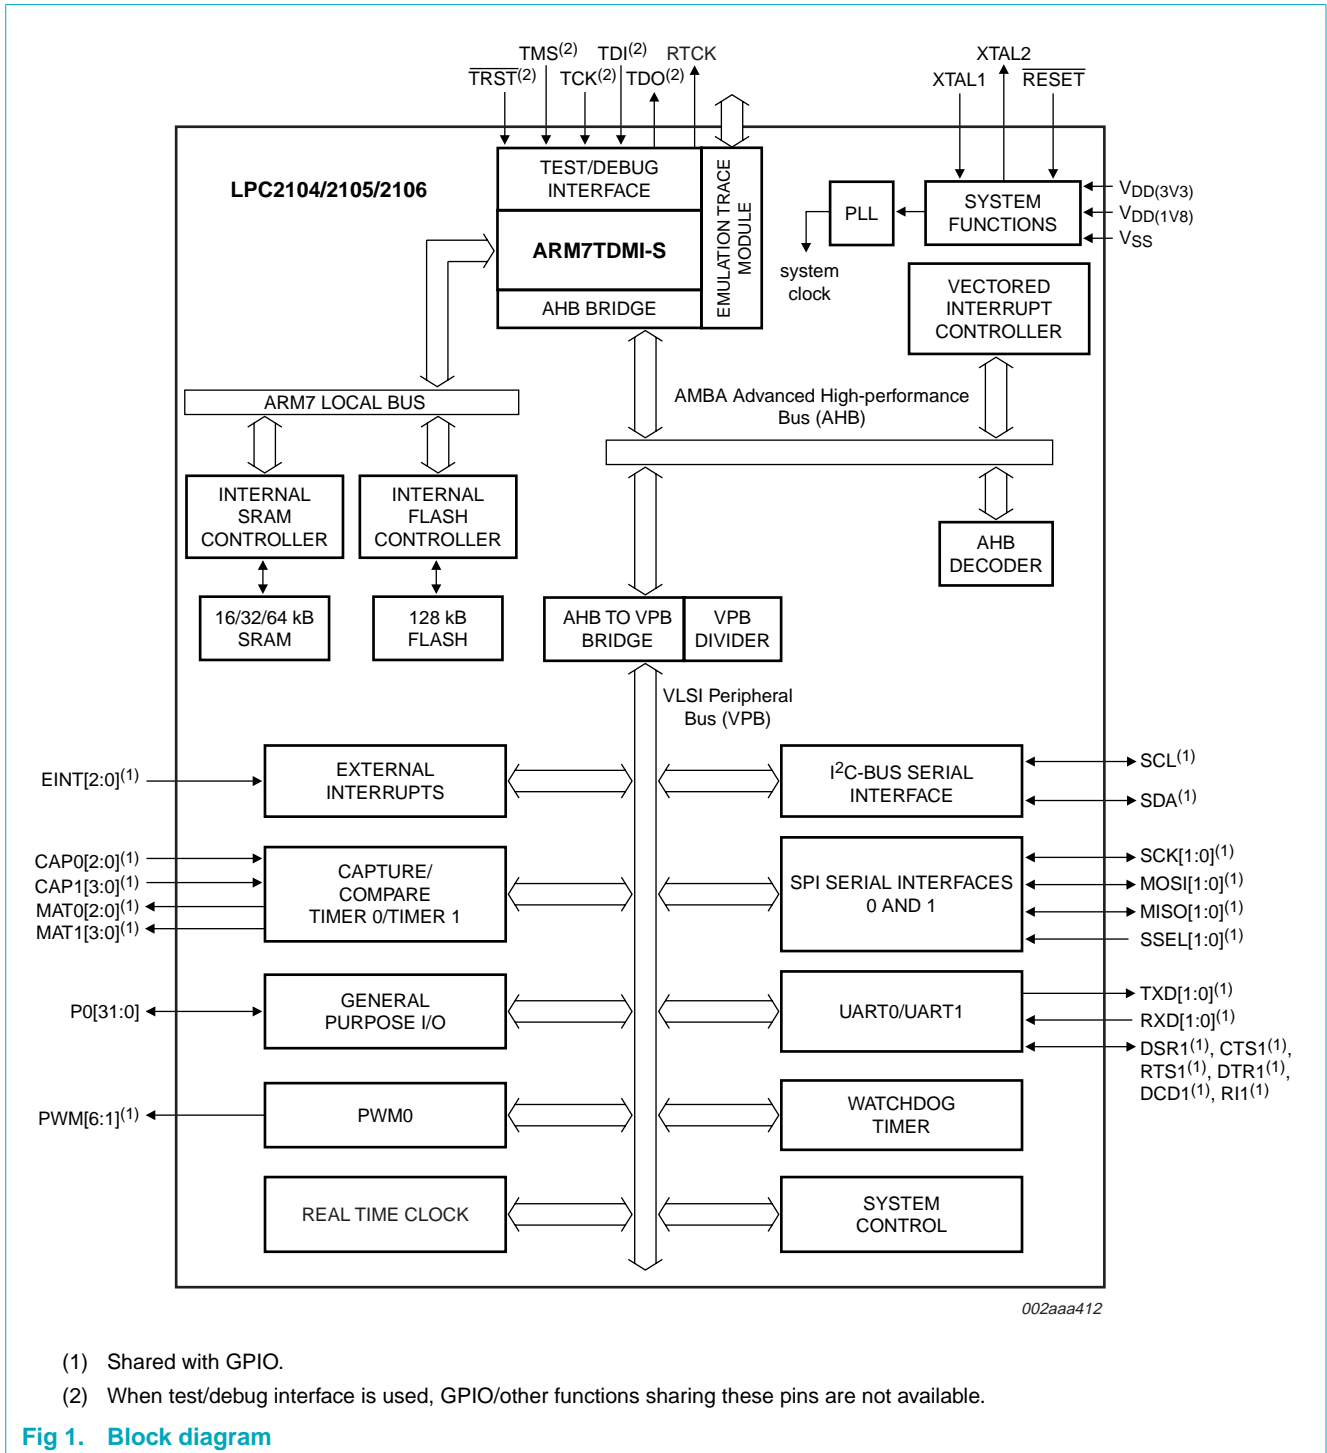 TMS(2) TDI(2) RTCK
TRST(2) TCK(2) TDO(2)
XTAL2
XTAL1 RESET
LPC2104/2105/2106
TEST/DEBUG
INTERFACE
ARM7TDMI-S
AHB BRIDGE
EMULATION TRACE
MODULE
PLL
SYSTEM
FUNCTIONS
VDD(3V3)
VDD(1V8)
VSS
system
clock
VECTORED
INTERRUPT
CONTROLLER
ARM7 LOCAL BUS
AMBA Advanced High-performance
Bus (AHB)
INTERNAL
SRAM
CONTROLLER
INTERNAL
FLASH
CONTROLLER
AHB
DECODER
16/32/64 kB
SRAM
128 kB
FLASH
AHB TO VPB
BRIDGE
VPB
DIVIDER
VLSI Peripheral
Bus (VPB)
EINT[2:0](1)
EXTERNAL
INTERRUPTS
I2C-BUS SERIAL
INTERFACE
SCL(1)
SDA(1)
CAP0[2:0](1)
CAP1[3:0](1)
MAT0[2:0](1)
MAT1[3:0](1)
CAPTURE/
COMPARE
TIMER 0/TIMER 1
SPI SERIAL INTERFACES
0 AND 1
SCK[1:0](1)
MOSI[1:0](1)
MISO[1:0](1)
SSEL[1:0](1)
P0[31:0]
GENERAL
PURPOSE I/O
UART0/UART1
TXD[1:0](1)
RXD[1:0](1)
DSR1(1), CTS1(1),
RTS1(1), DTR1(1),
DCD1(1), RI1(1)
PWM[6:1](1)
PWM0
WATCHDOG
TIMER
REAL TIME CLOCK
SYSTEM
CONTROL
002aaa412
(1) Shared with GPIO.
(2) When test/debug interface is used, GPIO/other functions sharing these pins are not available.
Fig 1. Block diagram